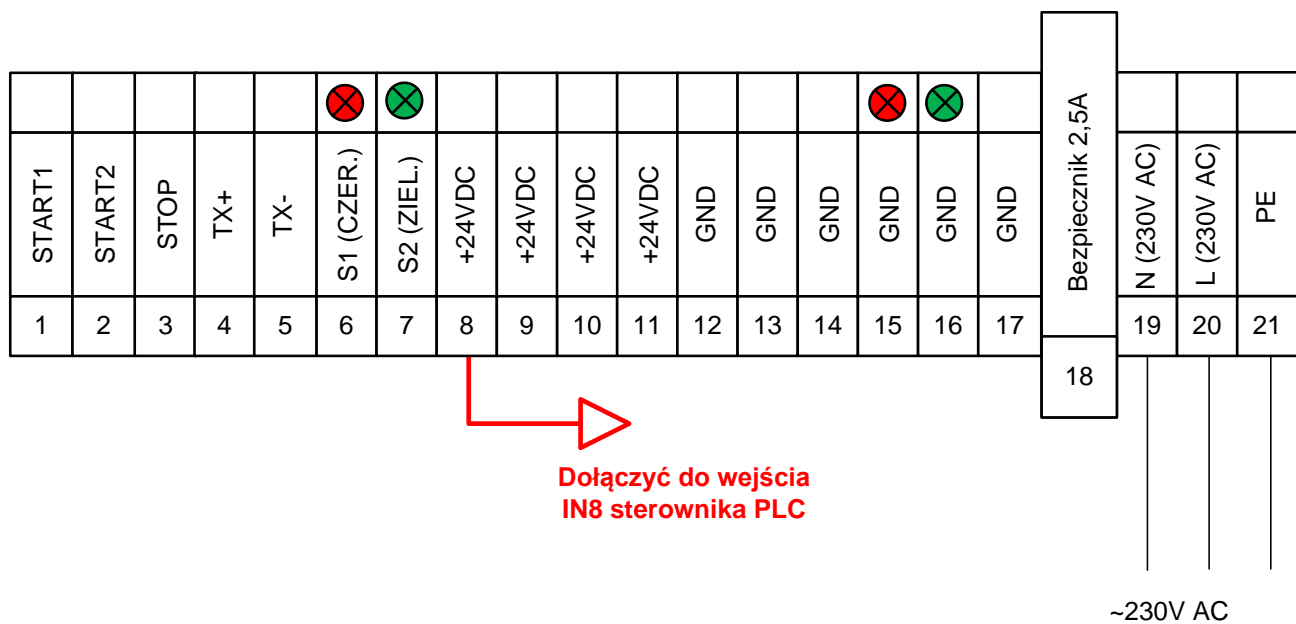 START1
START2
STOP
TX+
TX-
S1 (CZER.)
S2 (ZIEL.)
+24VDC
+24VDC
+24VDC
+24VDC
GND
GND
GND
GND
GND
GND
Bezpiecznik 2,5A
N (230V AC)
L (230V AC)
PE
1 2 3 4 5 6 7 8 9 10 11 12 13 14 15 16 17 19 20 21
18
Dołączyć do wejścia
IN8 sterownika PLC
~230V AC